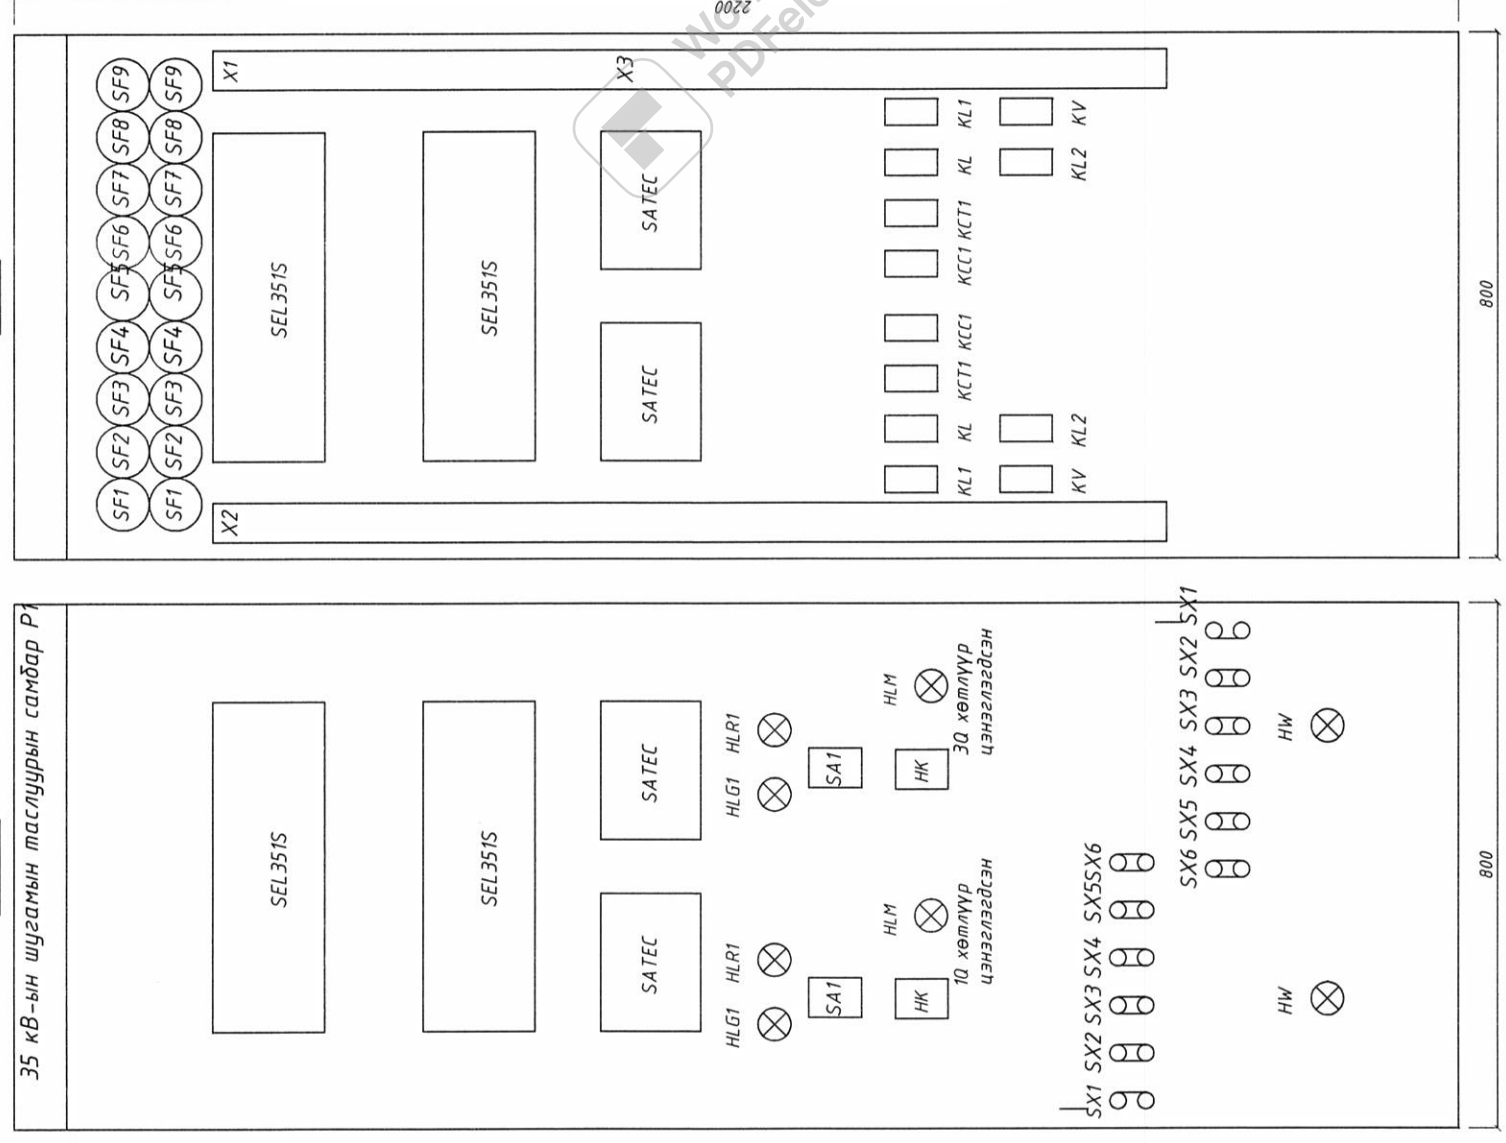 35 кВ-ын шугамын таслуурын самбар P1
SEL351S
SEL351S
SATEC SATEC
HLG1 HLR1 HLG1 HLR1
SA1 SA1
HLM HLM
HK HK
1Q хөтлүүр
цэнэглэгдсэн
3Q хөтлүүр
цэнэглэгдсэн
SX1 SX2 SX3 SX4 SX5 SX6
SX6 SX5 SX4 SX3 SX2 SX1
HW HW
800
SF1 SF2 SF3 SF4 SF5 SF6 SF7 SF8 SF9
SF1 SF2 SF3 SF4 SF5 SF6 SF7 SF8 SF9
X2 X1
SEL351S
SEL351S
SATEC SATEC
X3
KL1 KL KCT1 KCC1 KCC1 KCT1 KL KL1
KV KL2 KL2 KV
800
2200